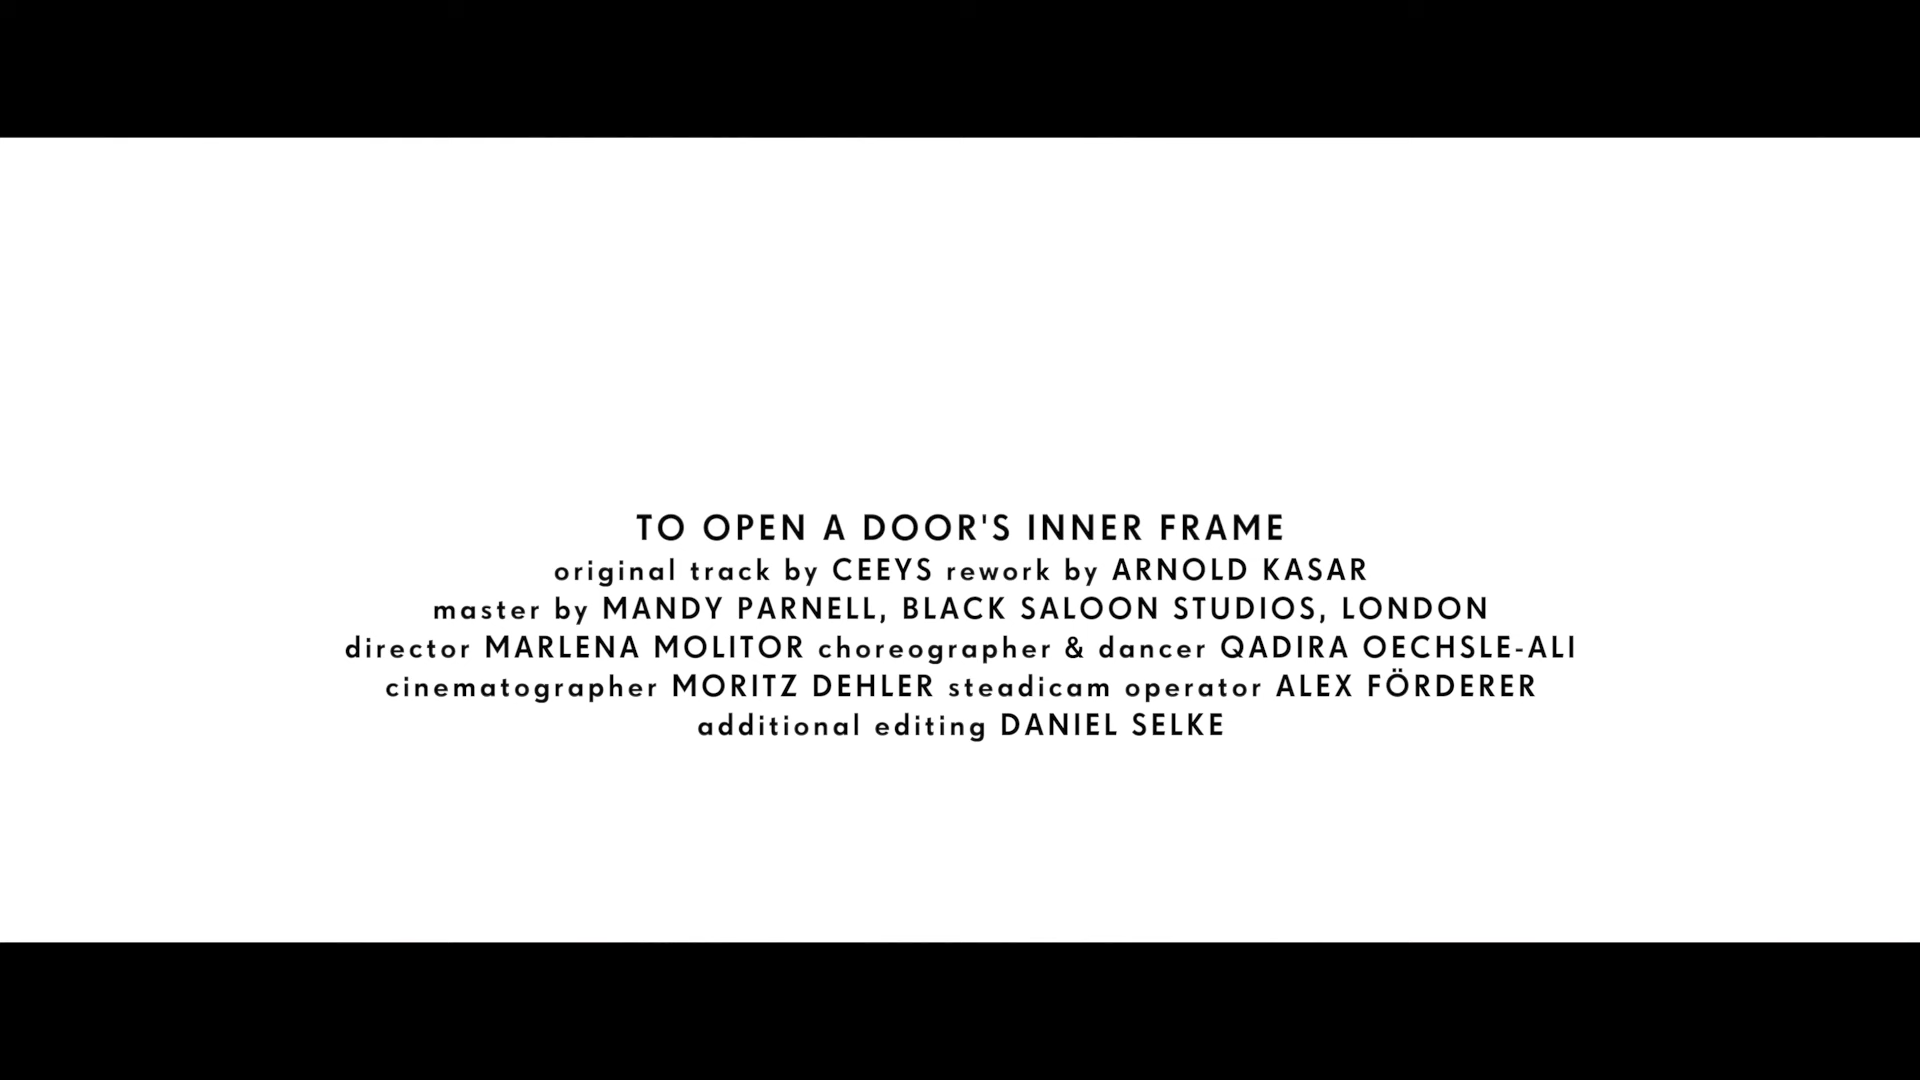 TO OPEN A DOOR'S INNER FRAME
original track by CEEYS rework by ARNOLD KASAR
master by MANDY PARNELL, BLACK SALOON STUDIOS, LONDON
director MARLENA MOLITOR choreographer & dancer QADIRA OECHSLE-ALI
cinematographer MORITZ DEHLER steadicam operator ALEX FÖRDERER
additional editing DANIEL SELKE